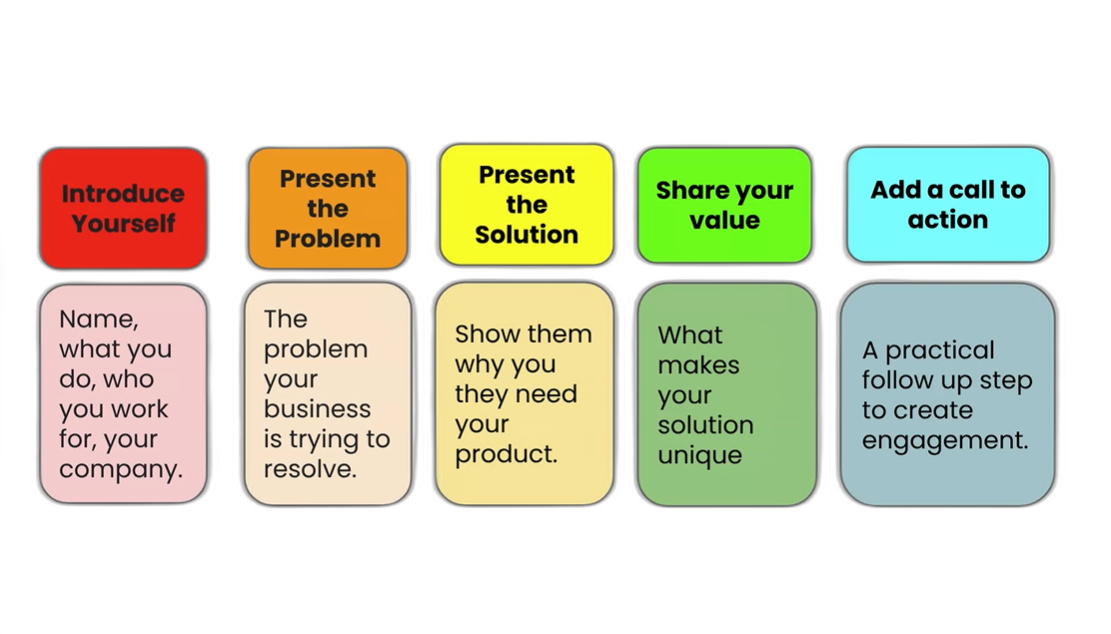 Introduce
Yourself
Name,
what you
do, who
you work
for, your
company.
Present
the
Problem
The
problem
your
business
is trying to
resolve.
Present
the
Solution
Show them
why you
they need
your
product.
Share your
value
What
makes
your
solution
unique
Add a call to
action
A practical
follow up step
to create
engagement.